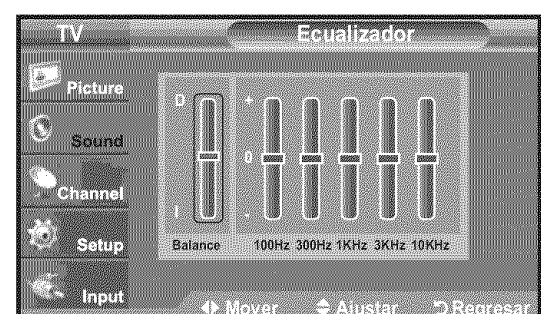 TV
Ecualizador
Picture
Sound
Channel
Setup
Input
D
I
+
0
-
Balance
100Hz 300Hz 1KHz 3KHz 10KHz
Mover Ajustar Regresar